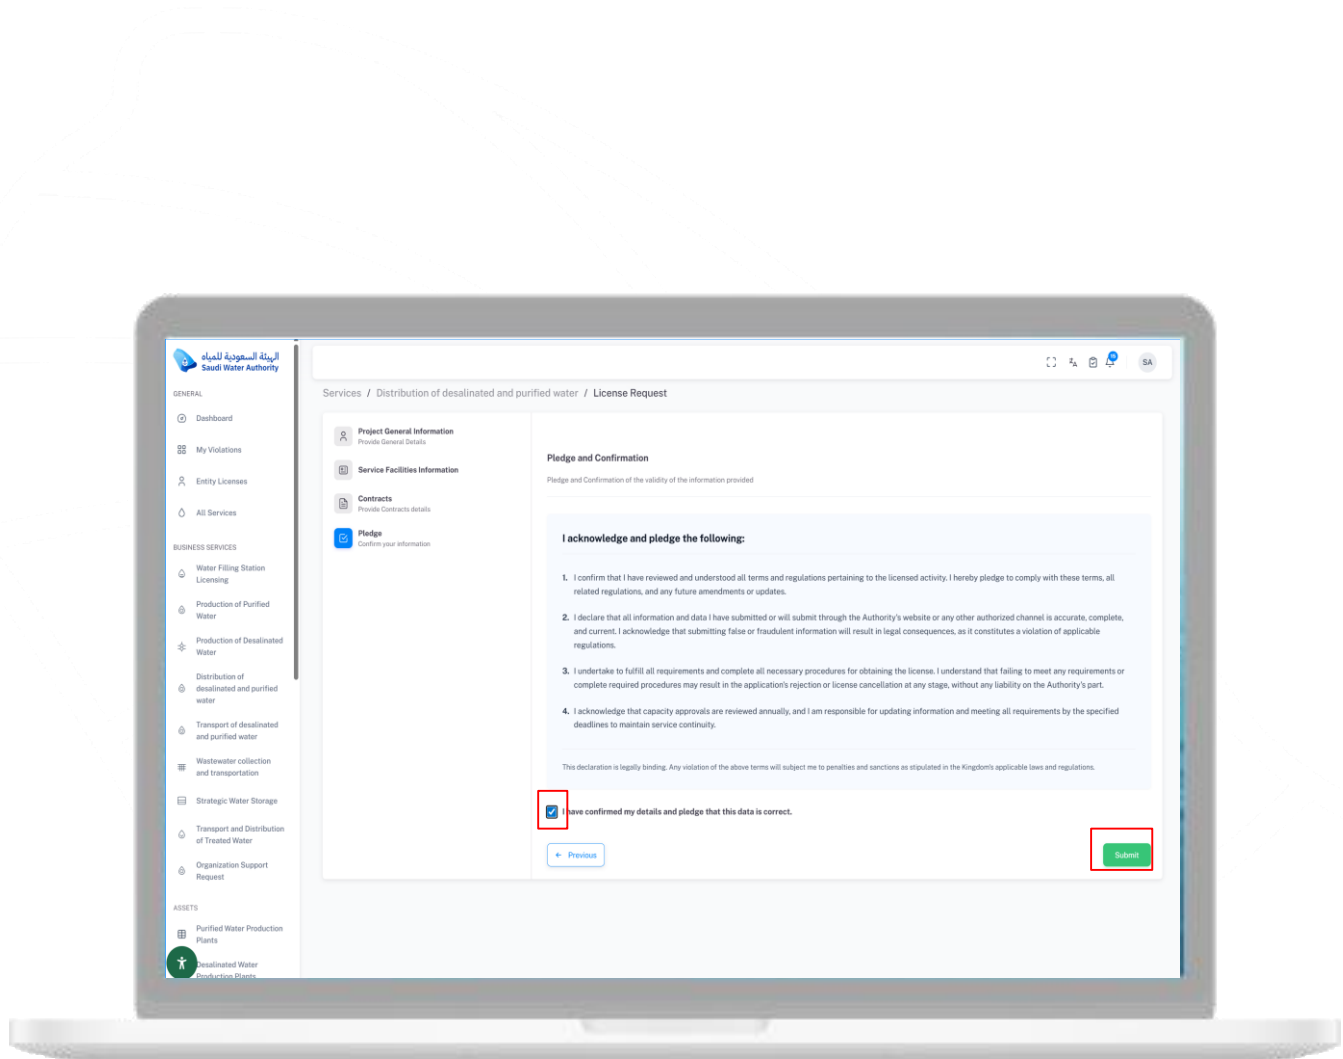 الهيئة السعودية للمياه
Saudi Water Authority
GENERAL
Dashboard
My Violations
Entity Licenses
All Services
BUSINESS SERVICES
Water Filling Station
Licensing
Production of Purified
Water
Production of Desalinated
Water
Distribution of
desalinated and purified
water
Transport of desalinated
and purified water
Wastewater collection
and transportation
Strategic Water Storage
Transport and Distribution
of Treated Water
Organization Support
Request
ASSETS
Purified Water Production
Plants
Desalinated Water
Production Plants
SA
Services / Distribution of desalinated and purified water / License Request
Project General Information
Provide General Details
Service Facilities Information
Contracts
Provide Contracts details
Pledge
Confirm your information
Pledge and Confirmation
Pledge and Confirmation of the validity of the information provided
I acknowledge and pledge the following:
1. I confirm that I have reviewed and understood all terms and regulations pertaining to the licensed activity. I hereby pledge to comply with these terms, all
related regulations, and any future amendments or updates.
2. I declare that all information and data I have submitted or will submit through the Authority's website or any other authorized channel is accurate, complete,
and current. I acknowledge that submitting false or fraudulent information will result in legal consequences, as it constitutes a violation of applicable
regulations.
3. I undertake to fulfill all requirements and complete all necessary procedures for obtaining the license. I understand that failing to meet any requirements or
complete required procedures may result in the application's rejection or license cancellation at any stage, without any liability on the Authority's part.
4. I acknowledge that capacity approvals are reviewed annually, and I am responsible for updating information and meeting all requirements by the specified
deadlines to maintain service continuity.
This declaration is legally binding. Any violation of the above terms will subject me to penalties and sanctions as stipulated in the Kingdom's applicable laws and regulations.
I have confirmed my details and pledge that this data is correct.
← Previous
Submit